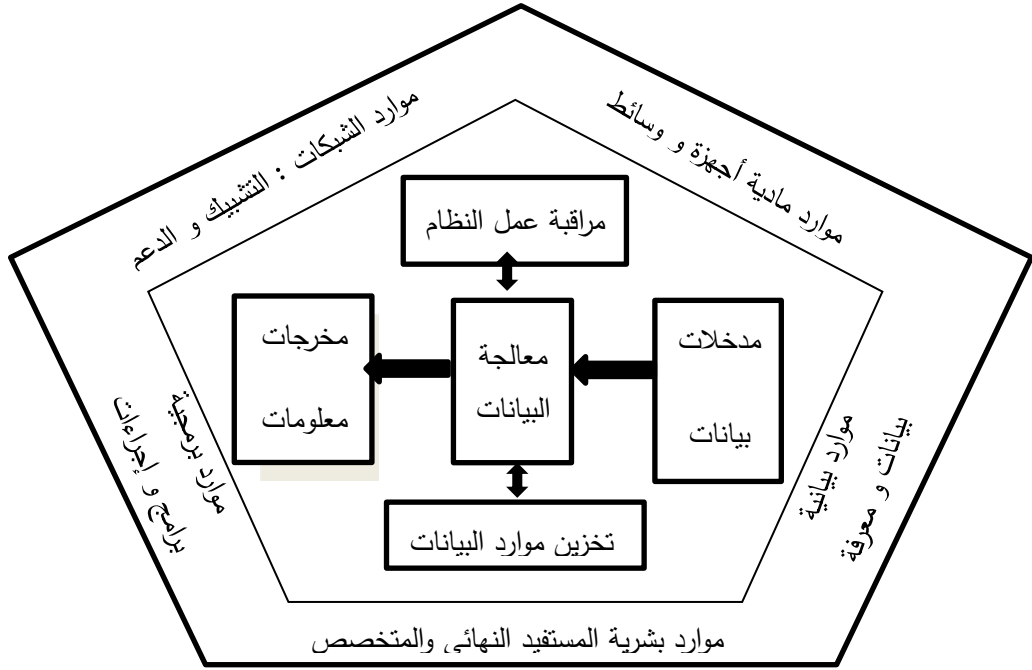 موارد الشبكات : التشبيك و الدعم
موارد مادية أجهزة و وسائط
مراقبة عمل النظام
مدخلات
بيانات
معالجة
البيانات
مخرجات
معلومات
تخزين موارد البيانات
موارد بيانية
بيانات و معرفة
موارد برمجية
برامج و إجراءات
موارد بشرية المستفيد النهائي والمتخصص